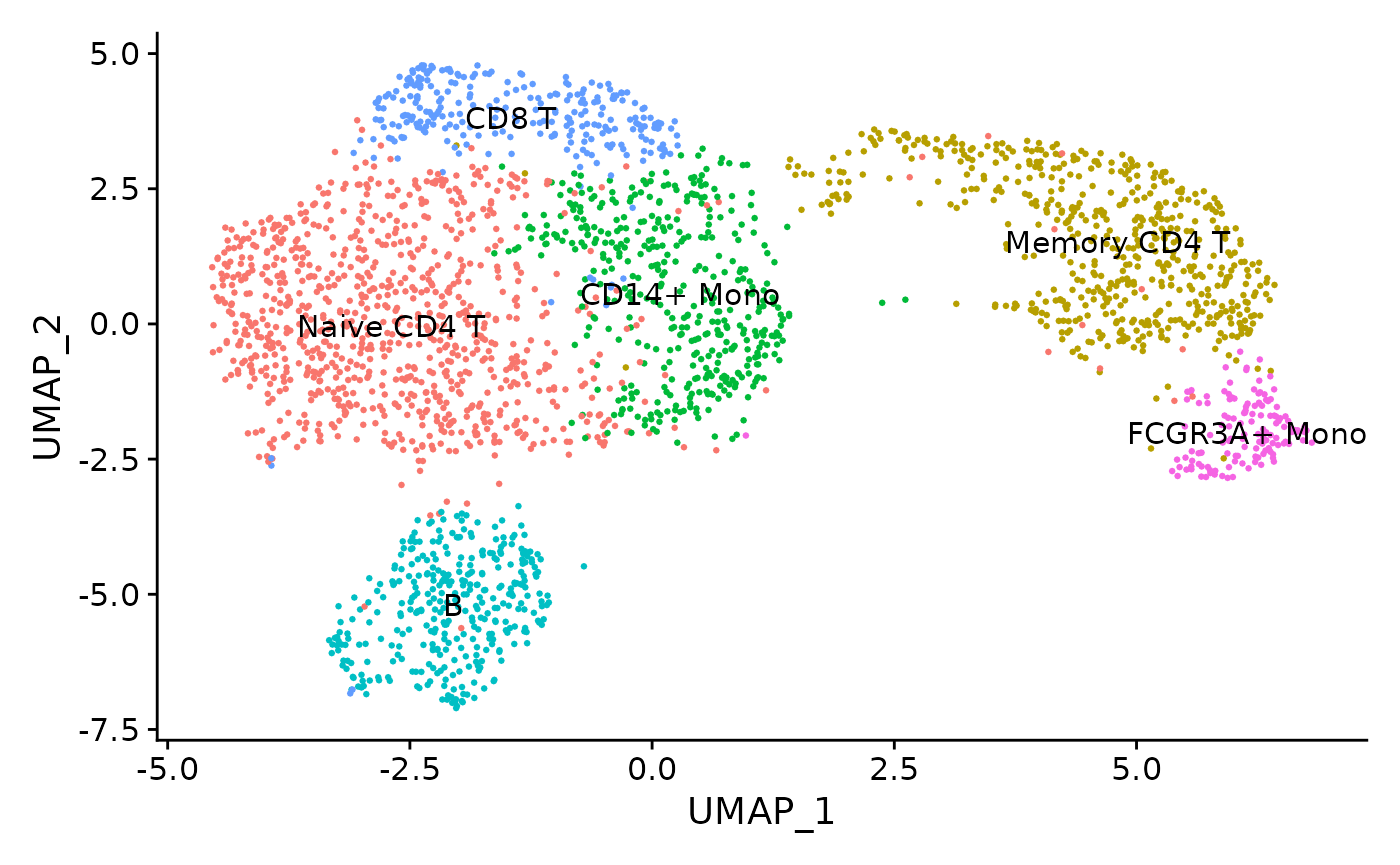 5.0
2.5
0.0
-2.5
-5.0
-7.5
UMAP_2
CD8 T
Memory CD4 T
CD14+ Mono
Naive CD4 T
FCGR3A+ Mono
B
-5.0
-2.5
0.0
2.5
5.0
UMAP_1